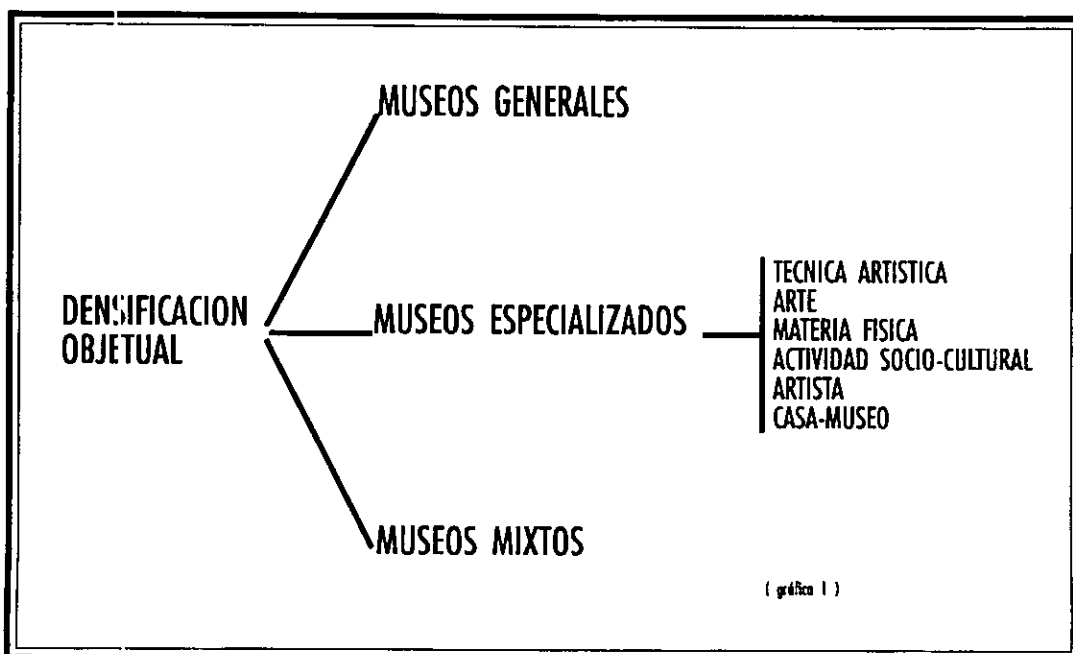 MUSEOS GENERALES
DENSIFICACION
OBJETUAL
MUSEOS ESPECIALIZADOS
TECNICA ARTISTICA
ARTE
MATERIA FISICA
ACTIVIDAD SOCIO-CULTURAL
ARTISTA
CASA-MUSEO
MUSEOS MIXTOS
( gráfica 1 )